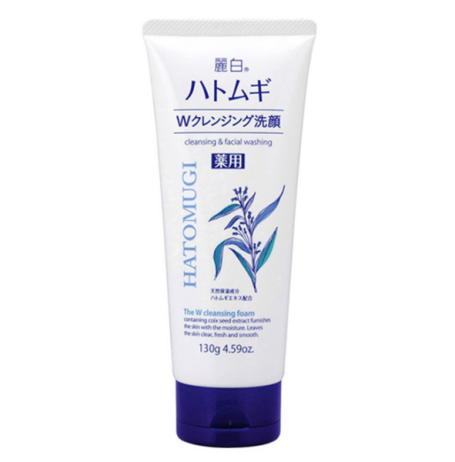 麗白®
ハトムギ
Wクレンジング洗顔
cleansing & facial washing
薬用
HATOMUGI
天然保湿成分
ハトムギエキス配合
The W cleansing foam
containing coix seed extract furnishes
the skin with the moisture. Leaves
the skin clear, fresh and smooth.
130g 4.59oz.